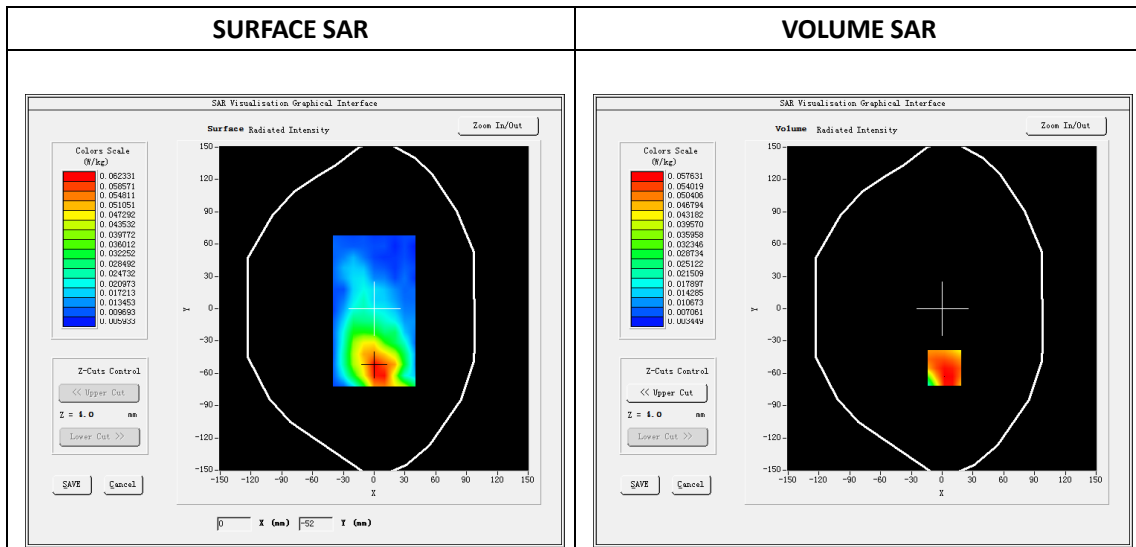 SURFACE SAR
VOLUME SAR
SAR Visualisation Graphical Interface
Surface Radiated Intensity
Zoom In/Out
Colors Scale
(W/kg)
0.062331
0.058571
0.054811
0.051051
0.047292
0.043532
0.039772
0.036012
0.032252
0.028492
0.024732
0.020973
0.017213
0.013453
0.009693
0.005933
150
120
90
60
30
0
-30
-60
-90
-120
-150
Y
-150 -120 -90 -60 -30 0 30 60 90 120 150
X
Z-Cuts Control
<< Upper Cut
Z = 4.0 mm
Lower Cut >>
SAVE Cancel
0 X (mm) -52 Y (mm)
SAR Visualisation Graphical Interface
Volume Radiated Intensity
Zoom In/Out
Colors Scale
(W/kg)
0.057631
0.054019
0.050406
0.046794
0.043182
0.039570
0.035958
0.032346
0.028734
0.025122
0.021509
0.017897
0.014285
0.010673
0.007061
0.003449
150
120
90
60
30
0
-30
-60
-90
-120
-150
Y
-150 -120 -90 -60 -30 0 30 60 90 120 150
X
Z-Cuts Control
<< Upper Cut
Z = 4.0 mm
Lower Cut >>
SAVE Cancel